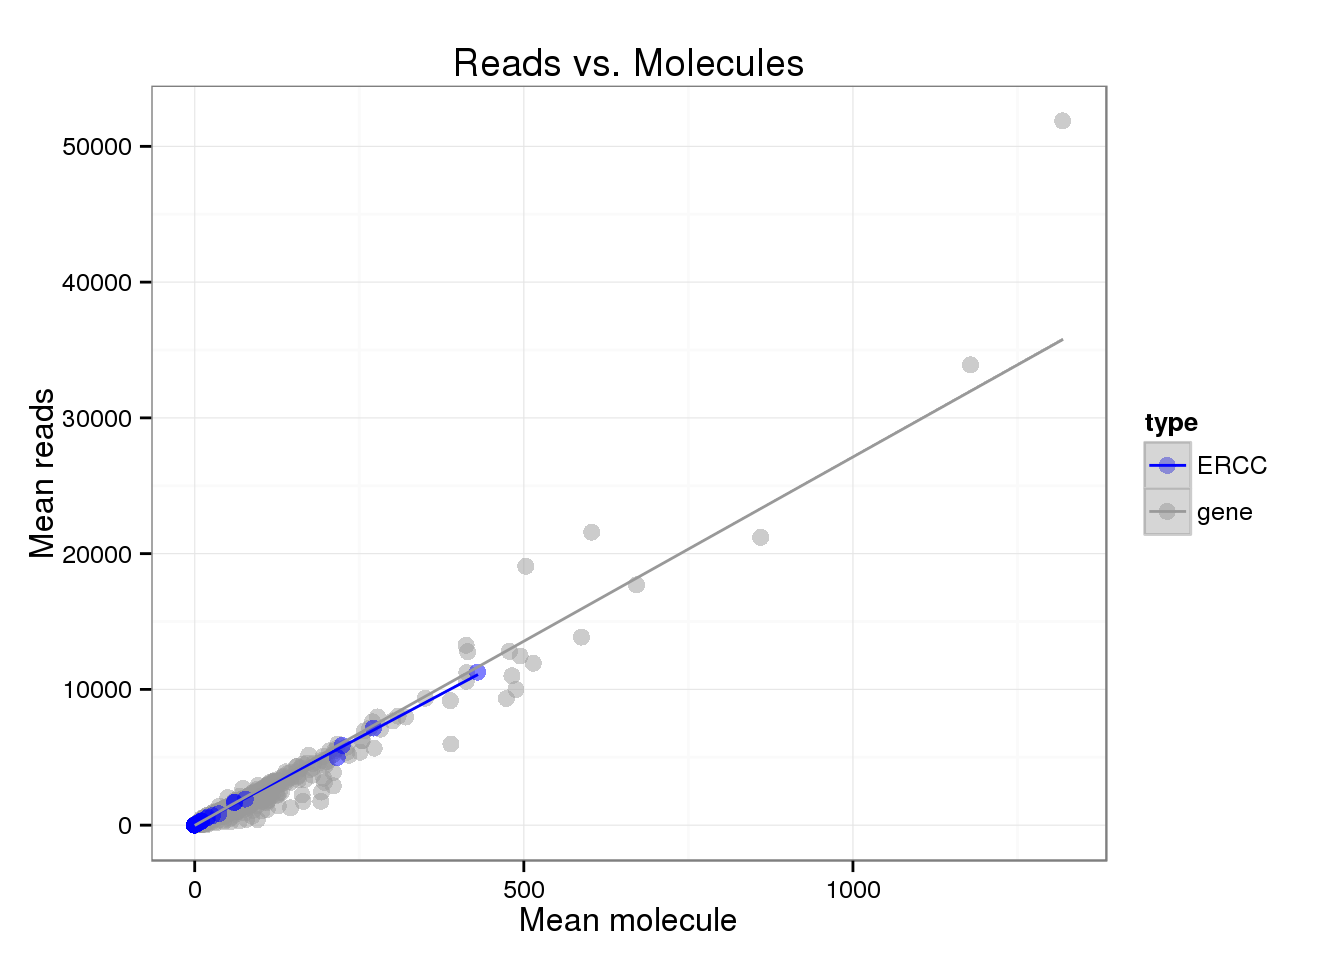 Reads vs. Molecules
50000
40000
30000
20000
10000
0
Mean reads
0 500 1000
Mean molecule
type
ERCC
gene